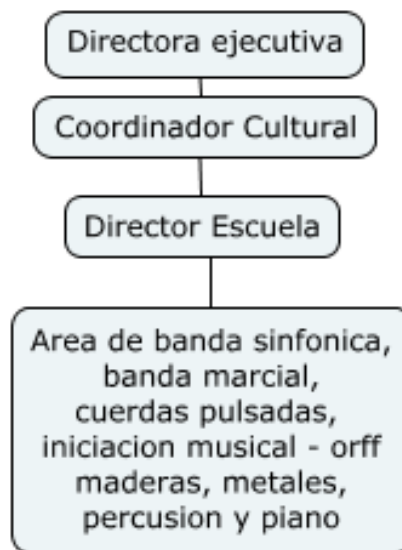 Directora ejecutiva
Coordinador Cultural
Director Escuela
Area de banda sinfonica,
banda marcial,
cuerdas pulsadas,
iniciacion musical - orff
maderas, metales,
percusion y piano